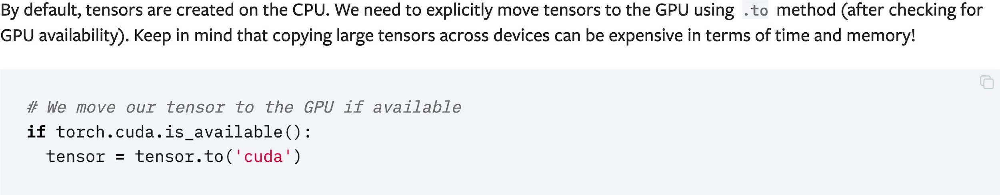 By default, tensors are created on the CPU. We need to explicitly move tensors to the GPU using .to method (after checking for
GPU availability). Keep in mind that copying large tensors across devices can be expensive in terms of time and memory!
# We move our tensor to the GPU if available
if torch.cuda.is_available():
  tensor = tensor.to('cuda')